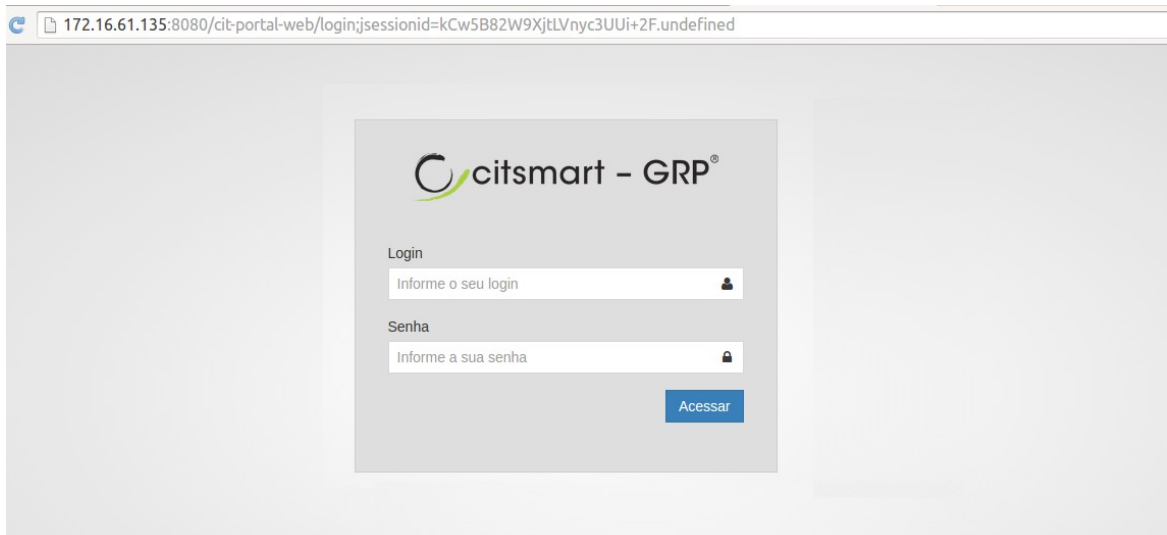 172.16.61.135:8080/cit-portal-web/login;jsessionid=kCw5B82W9XjtLVnyc3UUi+2F.undefined
citsmart – GRP®
Login
Informe o seu login
Senha
Informe a sua senha
Acessar